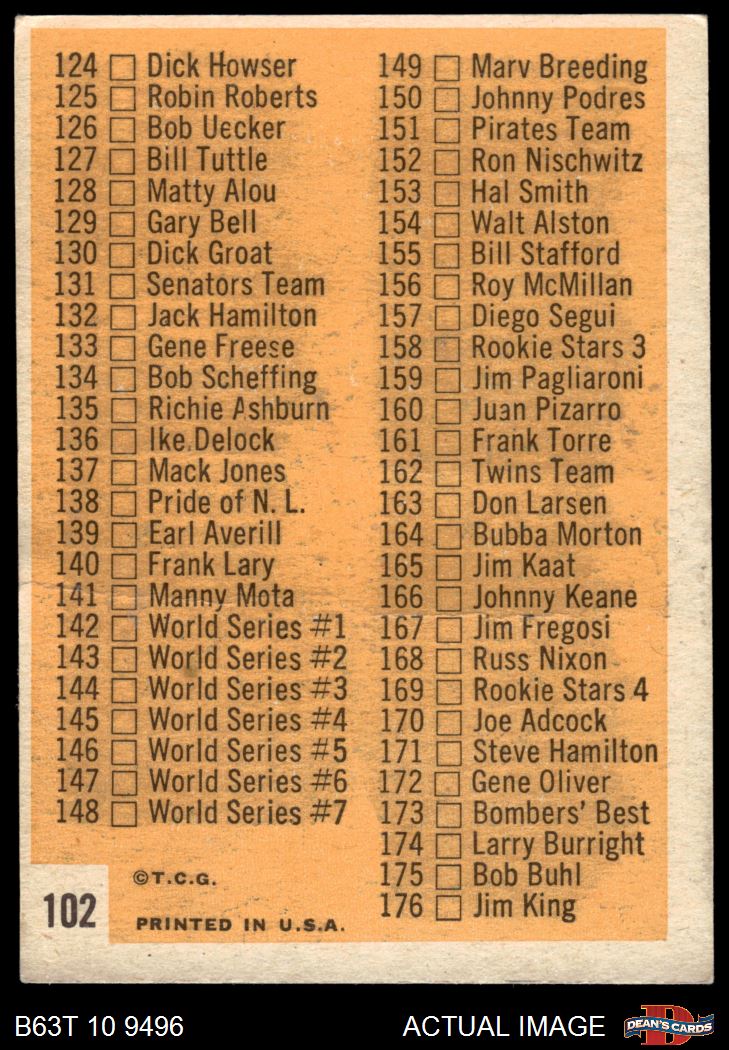 124 Dick Howser
125 Robin Roberts
126 Bob Uecker
127 Bill Tuttle
128 Matty Alou
129 Gary Bell
130 Dick Groat
131 Senators Team
132 Jack Hamilton
133 Gene Freese
134 Bob Scheffing
135 Richie Ashburn
136 Ike Delock
137 Mack Jones
138 Pride of N. L.
139 Earl Averill
140 Frank Lary
141 Manny Mota
142 World Series #1
143 World Series #2
144 World Series #3
145 World Series #4
146 World Series #5
147 World Series #6
148 World Series #7
149 Marv Breeding
150 Johnny Podres
151 Pirates Team
152 Ron Nischwitz
153 Hal Smith
154 Walt Alston
155 Bill Stafford
156 Roy McMillan
157 Diego Segui
158 Rookie Stars 3
159 Jim Pagliaroni
160 Juan Pizarro
161 Frank Torre
162 Twins Team
163 Don Larsen
164 Bubba Morton
165 Jim Kaat
166 Johnny Keane
167 Jim Fregosi
168 Russ Nixon
169 Rookie Stars 4
170 Joe Adcock
171 Steve Hamilton
172 Gene Oliver
173 Bombers' Best
174 Larry Burright
175 Bob Buhl
176 Jim King
102
©T.C.G.
PRINTED IN U.S.A.
B63T 10 9496
ACTUAL IMAGE
D
DEAN'S CARDS